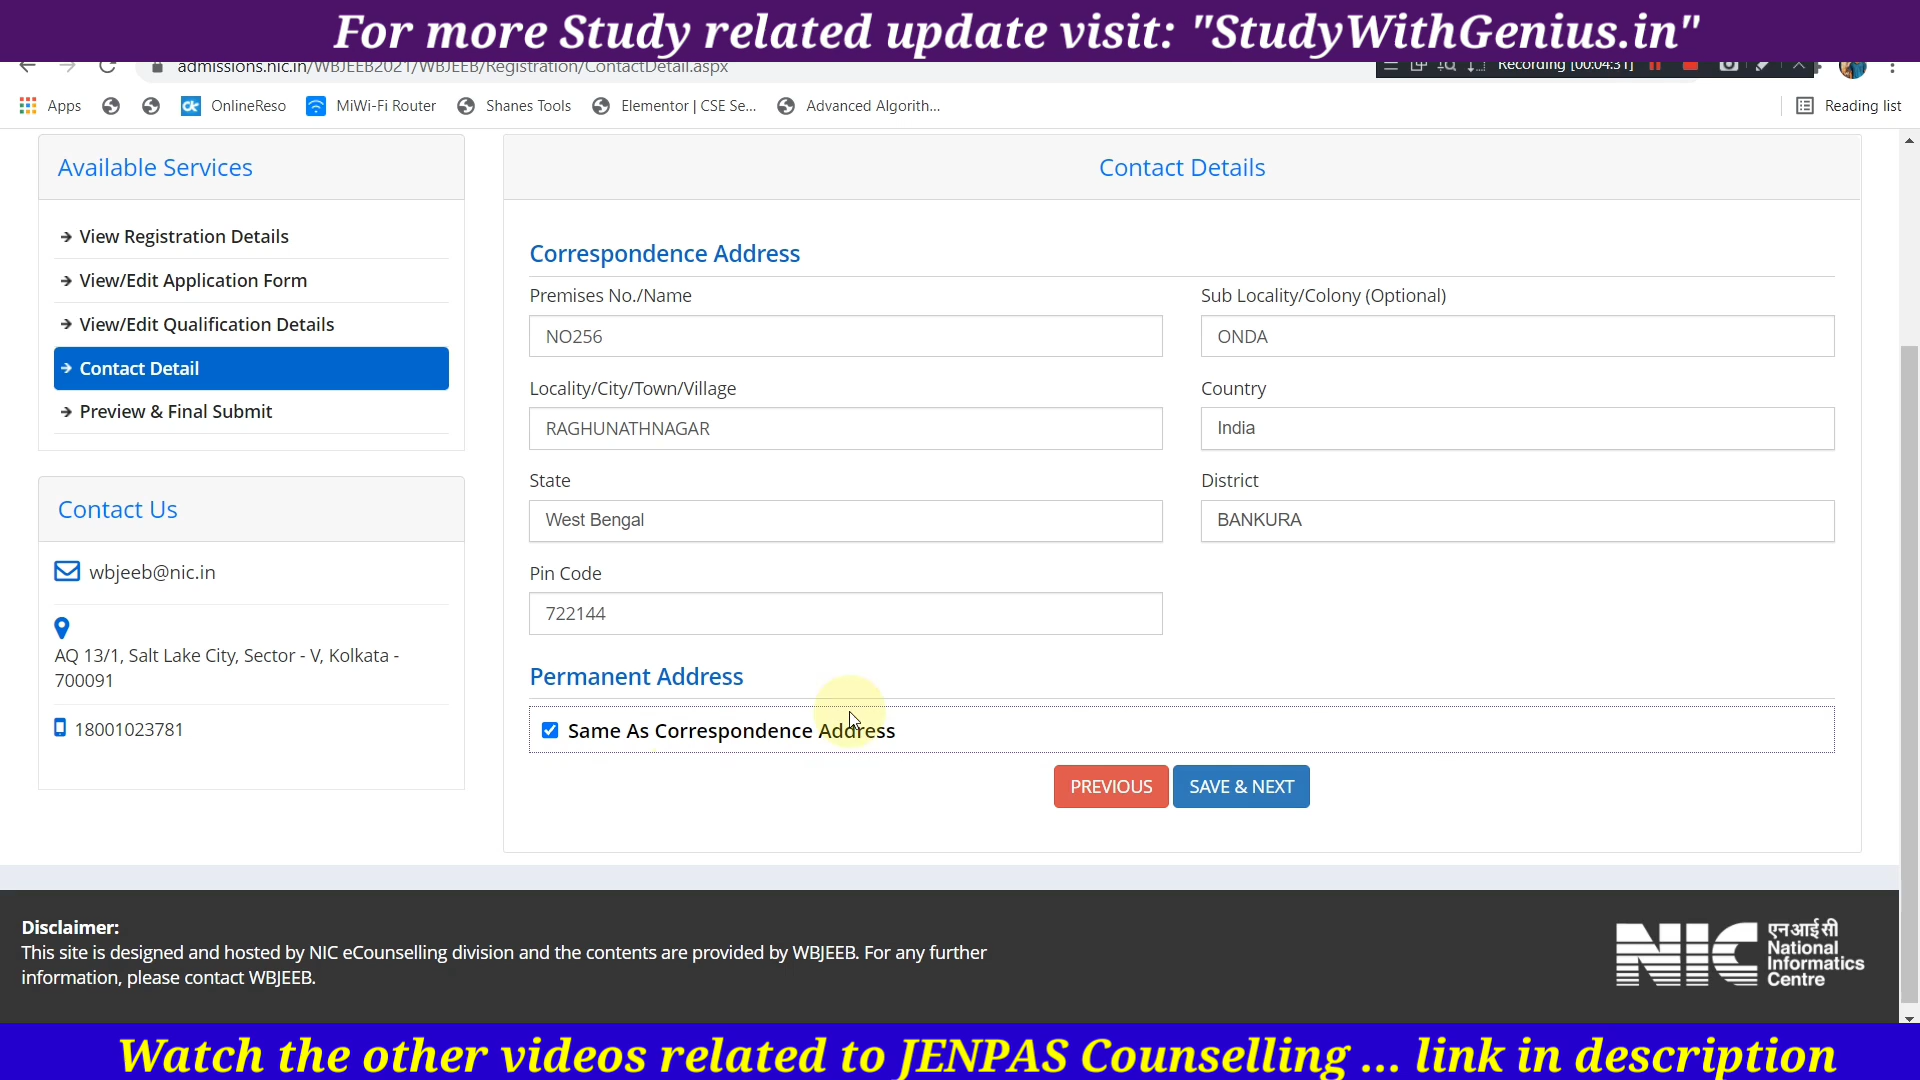 For more Study related update visit: "StudyWithGenius.in"
admissions.nic.in/WBJEEB2021/WBJEEB/Registration/ContactDetail.aspx
Recording [00:04:31]
Apps
OnlineReso
MiWi-Fi Router
Shanes Tools
Elementor | CSE Se...
Advanced Algorith...
Reading list
Available Services
View Registration Details
View/Edit Application Form
View/Edit Qualification Details
Contact Detail
Preview & Final Submit
Contact Us
wbjeeb@nic.in
AQ 13/1, Salt Lake City, Sector - V, Kolkata -
700091
18001023781
Contact Details
Correspondence Address
Premises No./Name
Sub Locality/Colony (Optional)
NO256
ONDA
Locality/City/Town/Village
Country
RAGHUNATHNAGAR
India
State
District
West Bengal
BANKURA
Pin Code
722144
Permanent Address
Same As Correspondence Address
PREVIOUS
SAVE & NEXT
Disclaimer:
This site is designed and hosted by NIC eCounselling division and the contents are provided by WBJEEB. For any further
information, please contact WBJEEB.
NIC
एन आई सी
National
Informatics
Centre
Watch the other videos related to JENPAS Counselling ... link in description